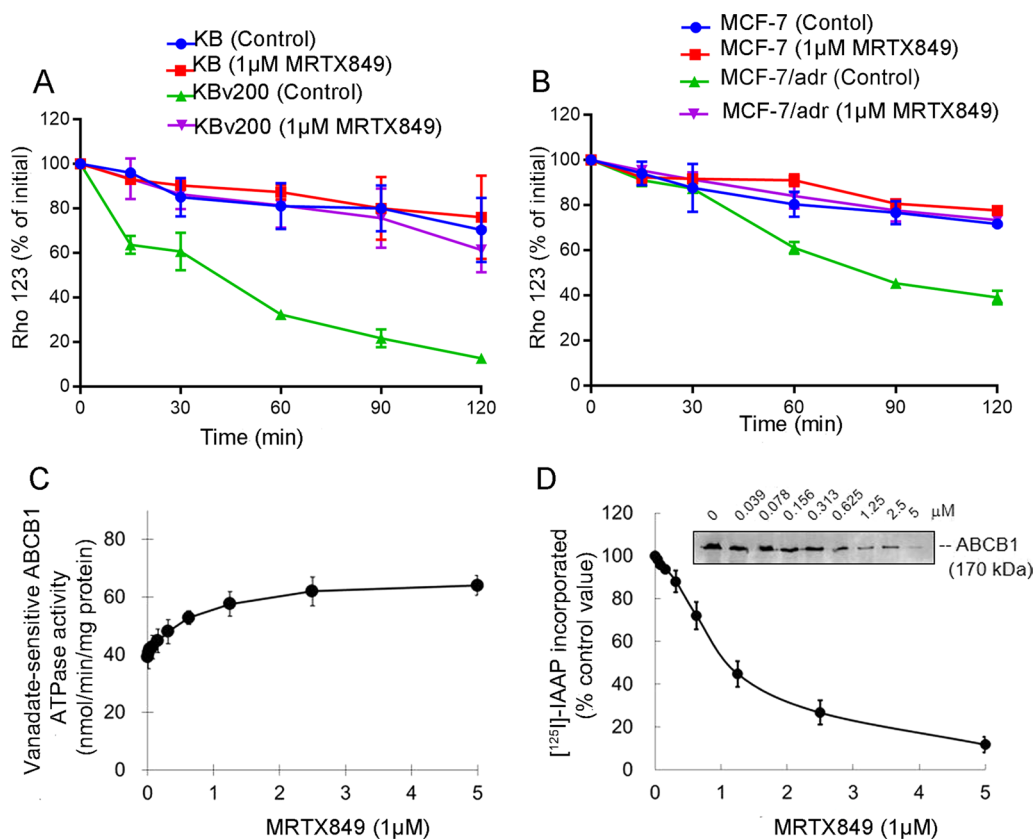 A
KB (Control)
KB (1µM MRTX849)
KBv200 (Control)
KBv200 (1µM MRTX849)
Rho 123 (% of initial)
120
100
80
60
40
20
0
0 30 60 90 120
Time (min)
B
MCF-7 (Contol)
MCF-7 (1µM MRTX849)
MCF-7/adr (Control)
MCF-7/adr (1µM MRTX849)
Rho 123 (% of initial)
120
100
80
60
40
20
0
0 30 60 90 120
Time (min)
C
Vanadate-sensitive ABCB1
ATPase activity
(nmol/min/mg protein)
80
60
40
20
0
0 1 2 3 4 5
MRTX849 (1µM)
D
0 0.039 0.078 0.156 0.313 0.625 1.25 2.5 5 µM
-- ABCB1
(170 kDa)
[¹²⁵I]-IAAP incorporated
(% control value)
120
100
80
60
40
20
0
0 1 2 3 4 5
MRTX849 (1µM)